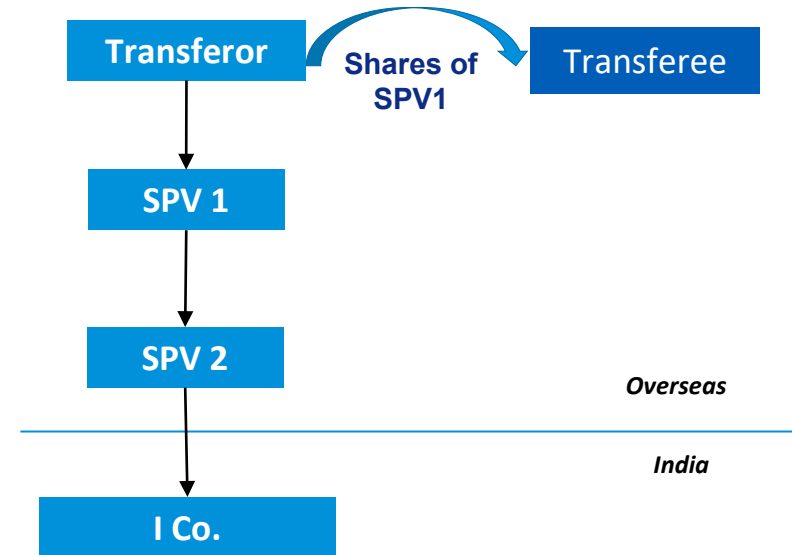 Transferor
Shares of
SPV1
Transferee
SPV 1
SPV 2
Overseas
India
I Co.